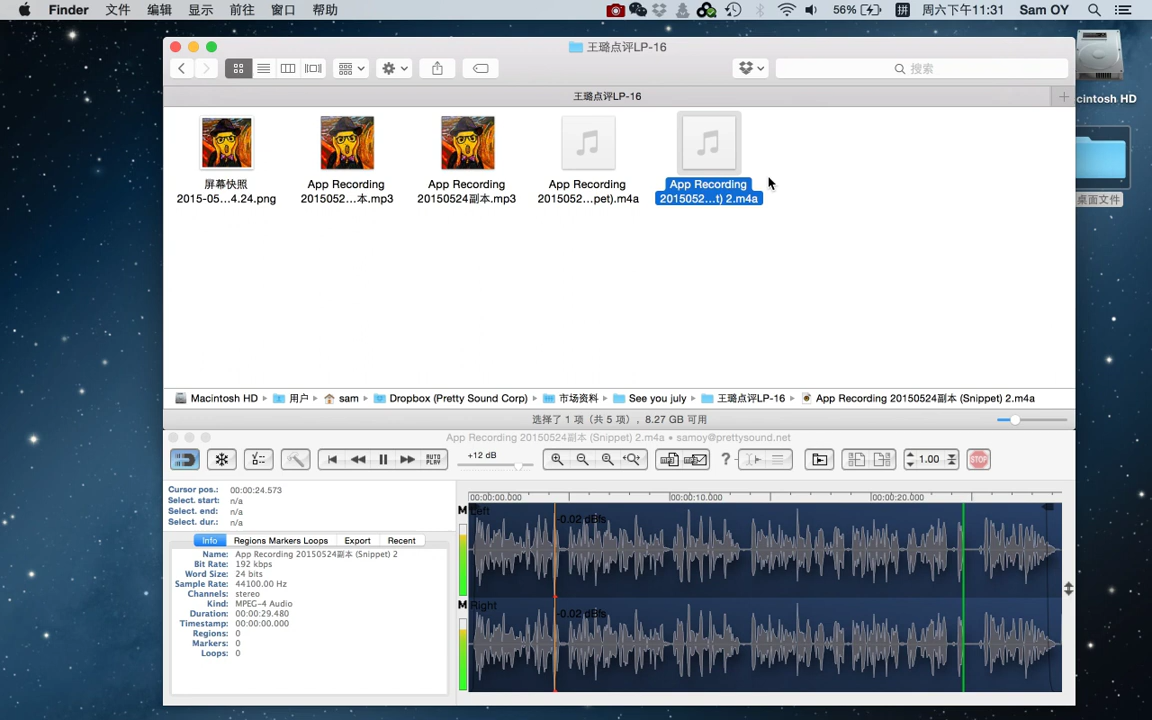 Finder 文件 编辑 显示 前往 窗口 帮助 56% 拼 周六下午11:31 Sam OY
王璐点评LP-16
搜索
王璐点评LP-16
cintosh HD
桌面文件
屏幕快照
2015-05...4.24.png
App Recording
2015052...本.mp3
App Recording
20150524副本.mp3
App Recording
2015052...pet).m4a
App Recording
2015052...t) 2.m4a
Macintosh HD 用户 sam Dropbox (Pretty Sound Corp) 市场资料 See you july 王璐点评LP-16 App Recording 20150524副本 (Snippet) 2.m4a
选择了 1 项（共 5 项），8.27 GB 可用
App Recording 20150524副本 (Snippet) 2.m4a • samoy@prettysound.net
AUTO PLAY +12 dB ? 1.00 STOP
Cursor pos.: 00:00:24.573
Select. start: n/a
Select. end: n/a
Select. dur.: n/a
00:00:00.000 00:00:10.000 00:00:20.000
M Left -0.02 dBfs
Info Regions Markers Loops Export Recent
Name: App Recording 20150524副本 (Snippet) 2
Bit Rate: 192 kbps
Word Size: 24 bits
Sample Rate: 44100.00 Hz
Channels: stereo
Kind: MPEG-4 Audio
Duration: 00:00:29.480
Timestamp: 00:00:00.000
Regions: 0
Markers: 0
Loops: 0
M Right -0.02 dBfs